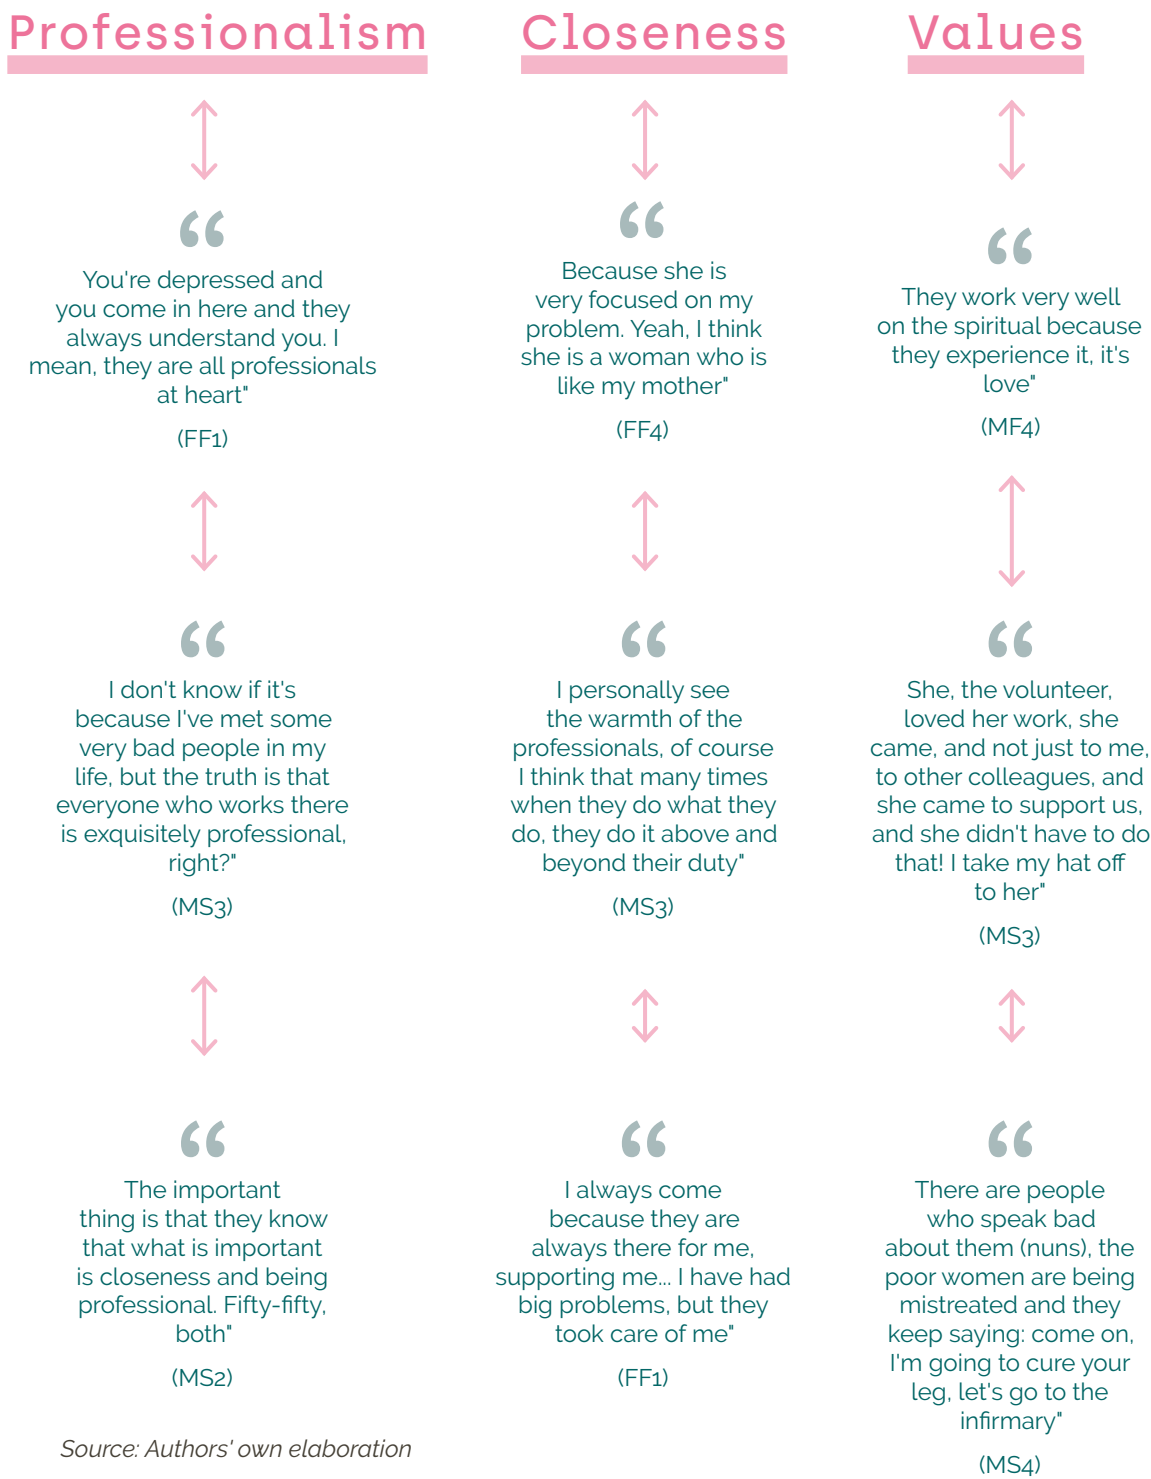 Professionalism
“
You're depressed and
you come in here and they
always understand you. I
mean, they are all professionals
at heart"
(FF1)
“
I don't know if it's
because I've met some
very bad people in my
life, but the truth is that
everyone who works there
is exquisitely professional,
right?"
(MS3)
“
The important
thing is that they know
that what is important
is closeness and being
professional. Fifty-fifty,
both"
(MS2)
Closeness
“
Because she is
very focused on my
problem. Yeah, I think
she is a woman who is
like my mother"
(FF4)
“
I personally see
the warmth of the
professionals, of course
I think that many times
when they do what they
do, they do it above and
beyond their duty"
(MS3)
“
I always come
because they are
always there for me,
supporting me... I have had
big problems, but they
took care of me"
(FF1)
Values
“
They work very well
on the spiritual because
they experience it, it's
love"
(MF4)
“
She, the volunteer,
loved her work, she
came, and not just to me,
to other colleagues, and
she came to support us,
and she didn't have to do
that! I take my hat off
to her"
(MS3)
“
There are people
who speak bad
about them (nuns), the
poor women are being
mistreated and they
keep saying: come on,
I'm going to cure your
leg, let's go to the
infirmary"
(MS4)
Source: Authors' own elaboration